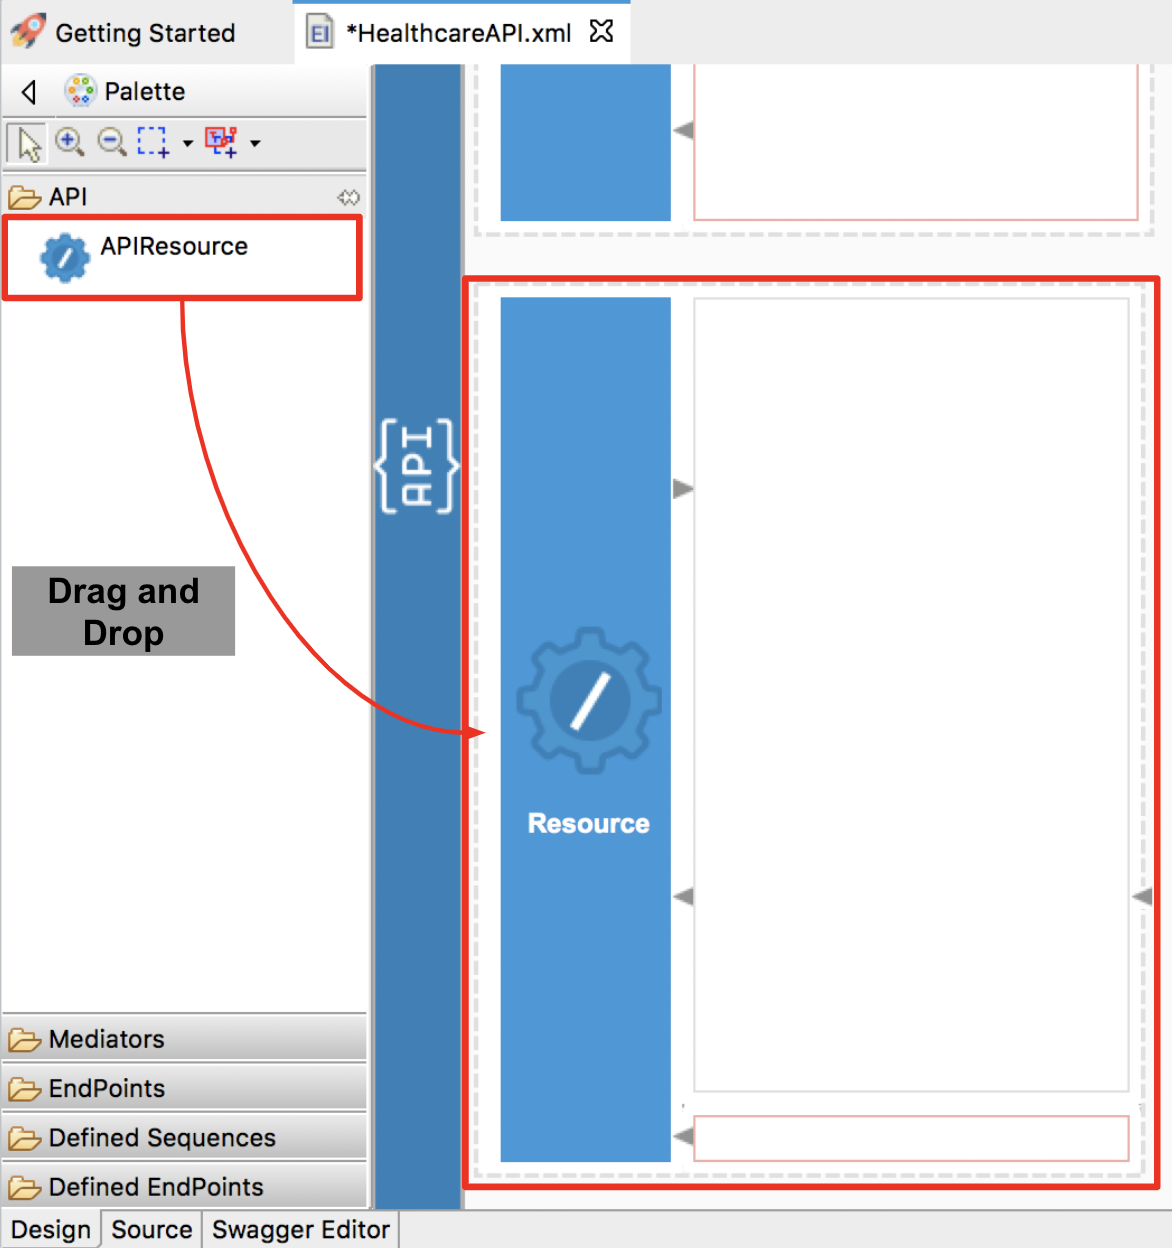 Getting Started
EI
*HealthcareAPI.xml
Palette
API
APIResource
{API}
Drag and
Drop
Resource
Mediators
EndPoints
Defined Sequences
Defined EndPoints
Design
Source
Swagger Editor